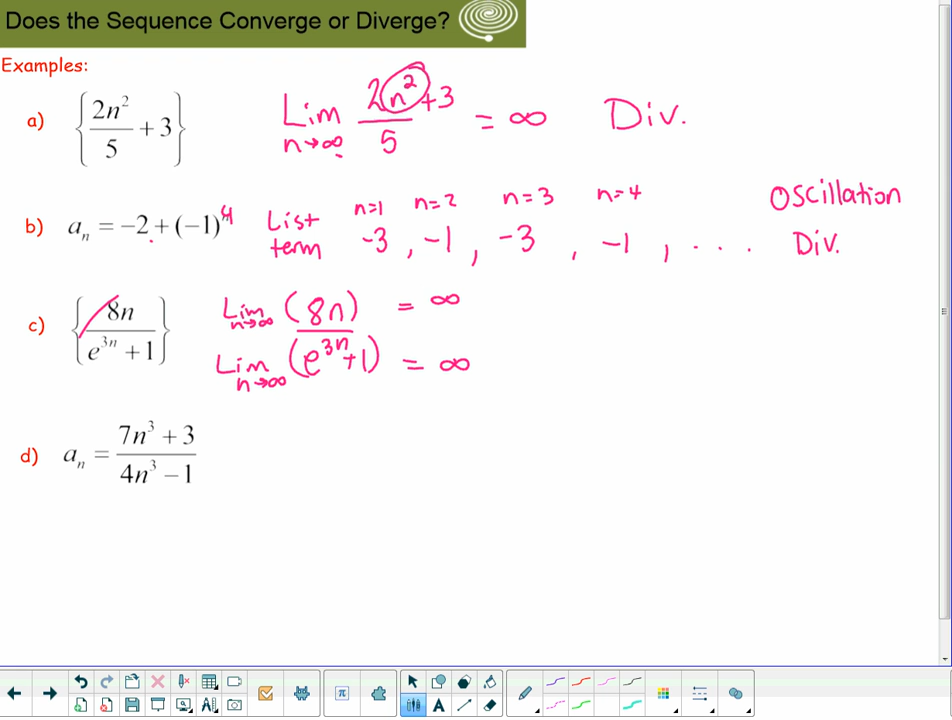 Does the Sequence Converge or Diverge?
Examples:
a) {2n²/5 + 3} Lim n→∞ 2n²+3/5 = ∞ Div.
n=1 n=2 n=3 n=4 Oscillation
b) aₙ = −2 + (−1) List term −3, −1, −3, −1, ... Div.
c) {8n/(e³ⁿ + 1)} Lim n→∞ (8n) = ∞
Lim n→∞ (e³ⁿ+1) = ∞
d) aₙ = (7n³ + 3)/(4n³ − 1)
π
A